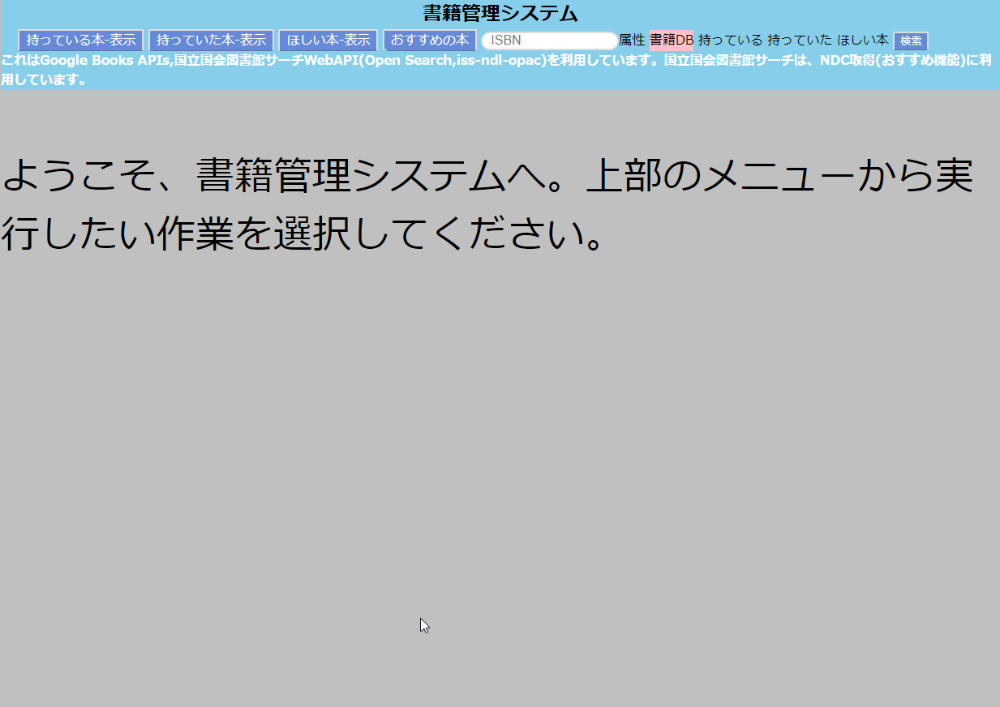 書籍管理システム
持っている本-表示 持っていた本-表示 ほしい本-表示 おすすめの本 ISBN 属性 書籍DB 持っている 持っていた ほしい本 検索
これはGoogle Books APIs,国立国会図書館サーチWebAPI(Open Search,iss-ndl-opac)を利用しています。国立国会図書館サーチは、NDC取得(おすすめ機能)に利
用しています。
ようこそ、書籍管理システムへ。上部のメニューから実
行したい作業を選択してください。